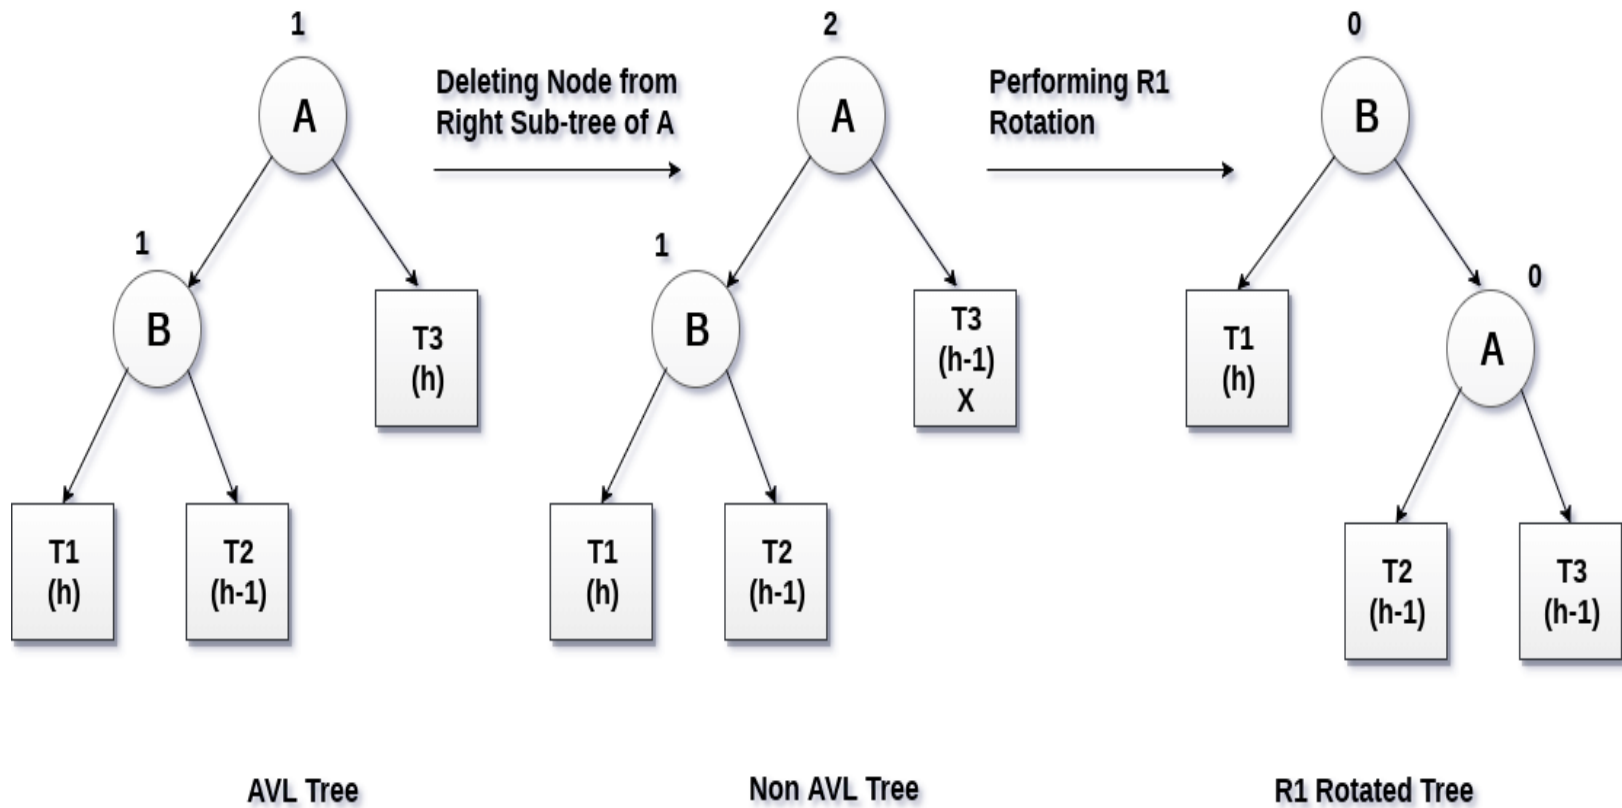 1
A
1
B
T3
(h)
T1
(h)
T2
(h-1)
AVL Tree
Deleting Node from
Right Sub-tree of A
2
A
1
B
T3
(h-1)
X
T1
(h)
T2
(h-1)
Non AVL Tree
Performing R1
Rotation
0
B
T1
(h)
0
A
T2
(h-1)
T3
(h-1)
R1 Rotated Tree